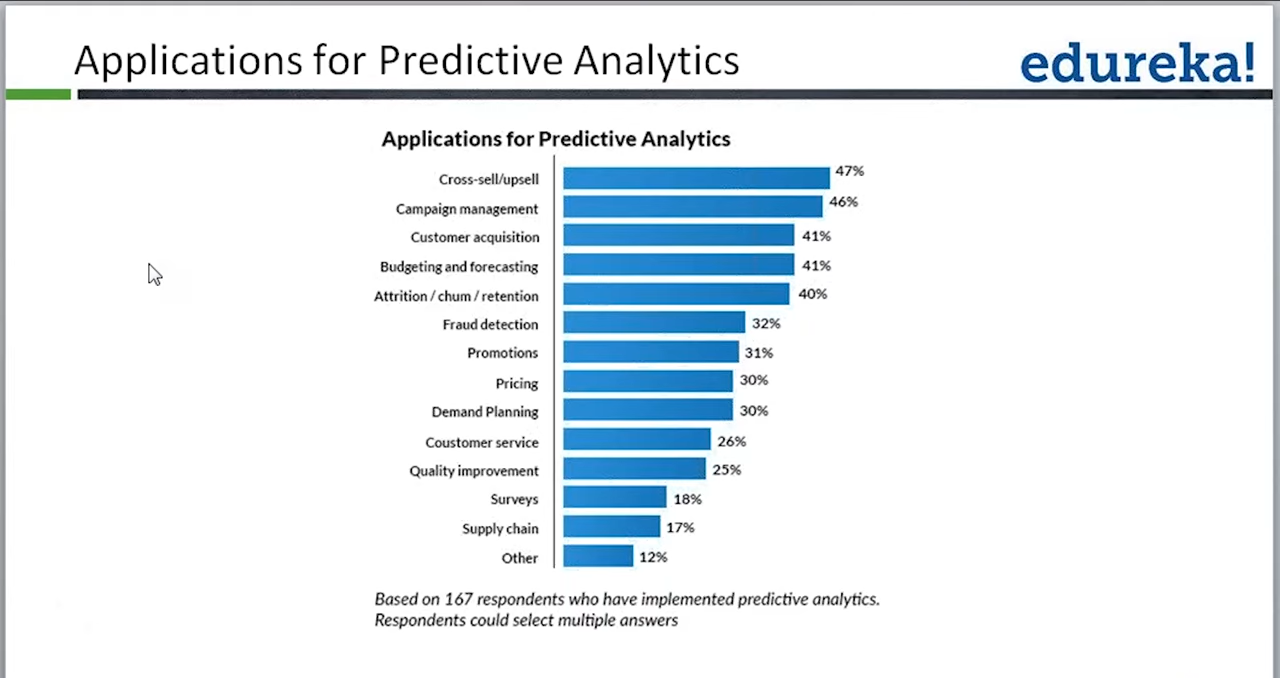 Applications for Predictive Analytics
edureka!
Applications for Predictive Analytics
Cross-sell/upsell 47%
Campaign management 46%
Customer acquisition 41%
Budgeting and forecasting 41%
Attrition / chum / retention 40%
Fraud detection 32%
Promotions 31%
Pricing 30%
Demand Planning 30%
Coustomer service 26%
Quality improvement 25%
Surveys 18%
Supply chain 17%
Other 12%
Based on 167 respondents who have implemented predictive analytics.
Respondents could select multiple answers